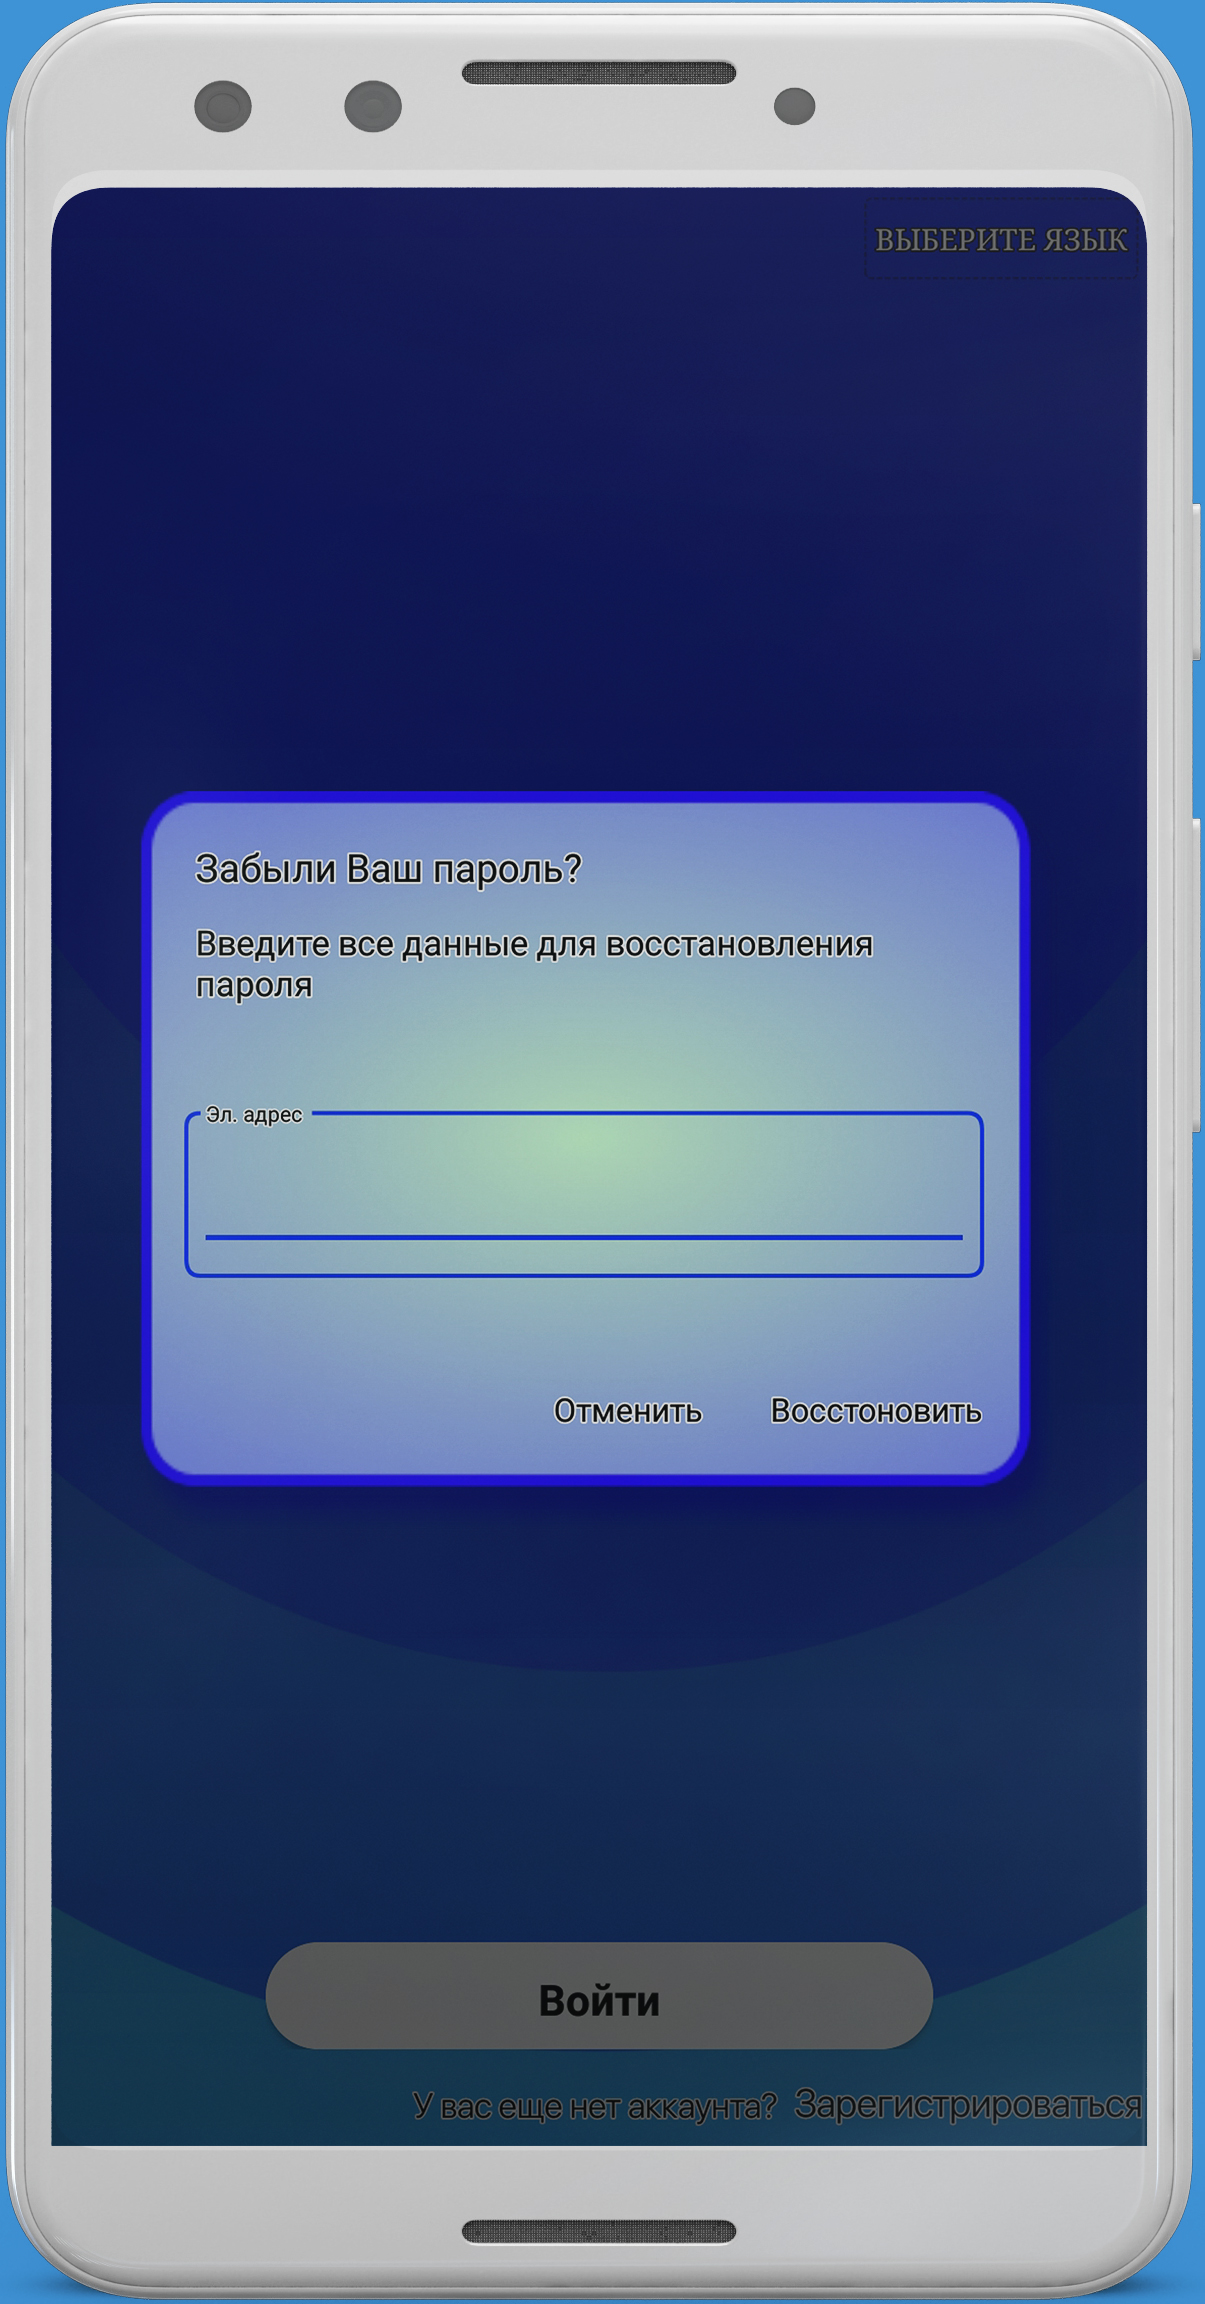 ВЫБЕРИТЕ ЯЗЫК
Забыли Ваш пароль?
Введите все данные для восстановления
пароля
Эл. адрес
Отменить Восстоновить
Войти
У вас еще нет аккаунта? Зарегистрироваться